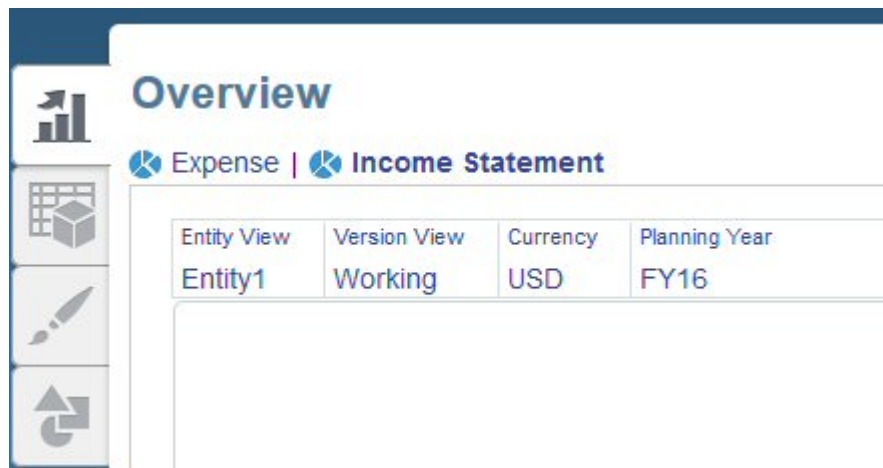 Overview
Expense | Income Statement
Entity View Version View Currency Planning Year
Entity1 Working USD FY16